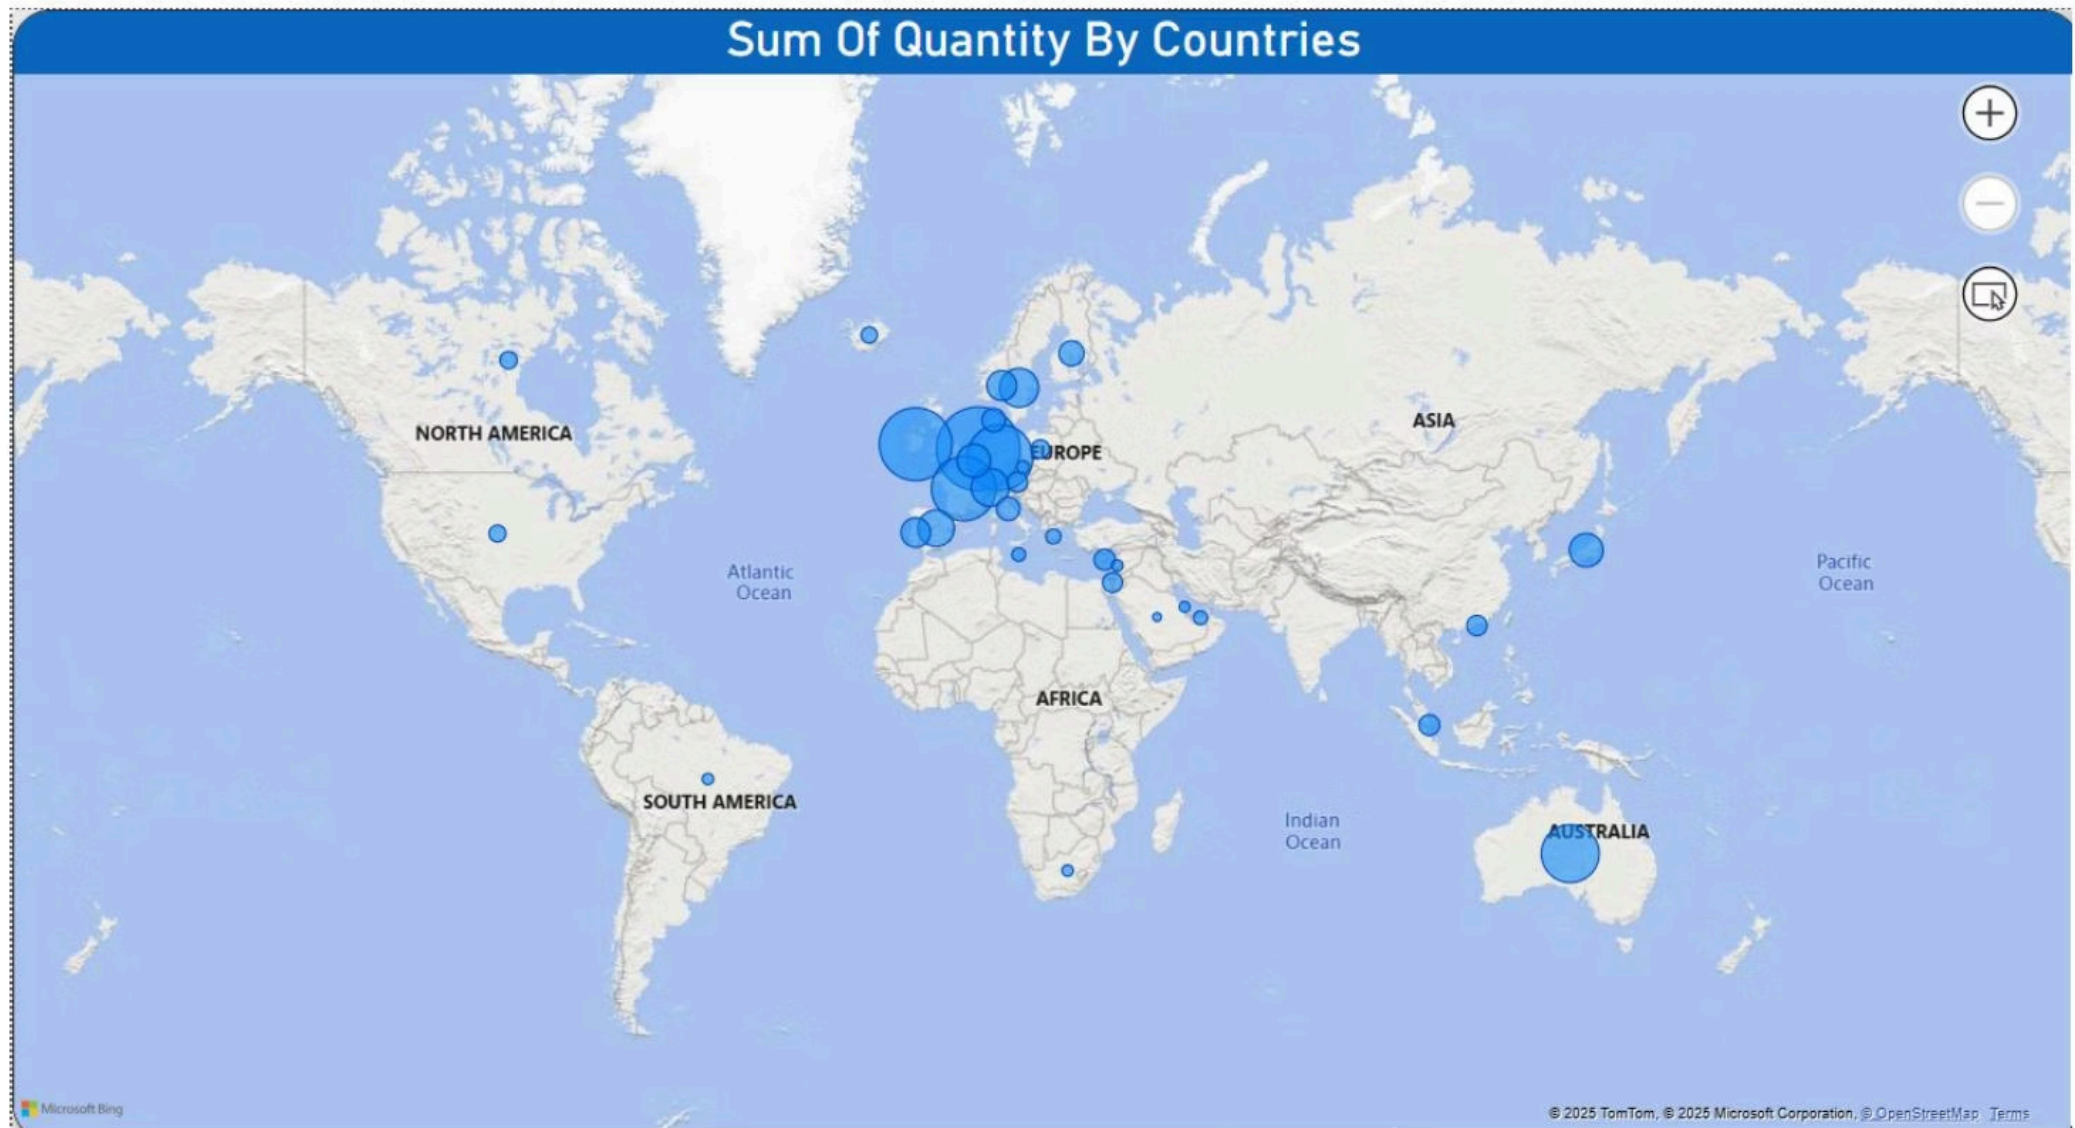 Sum Of Quantity By Countries
NORTH AMERICA
ASIA
EUROPE
Atlantic
Ocean
Pacific
Ocean
AFRICA
SOUTH AMERICA
Indian
Ocean
AUSTRALIA
Microsoft Bing
© 2025 TomTom, © 2025 Microsoft Corporation, © OpenStreetMap Terms